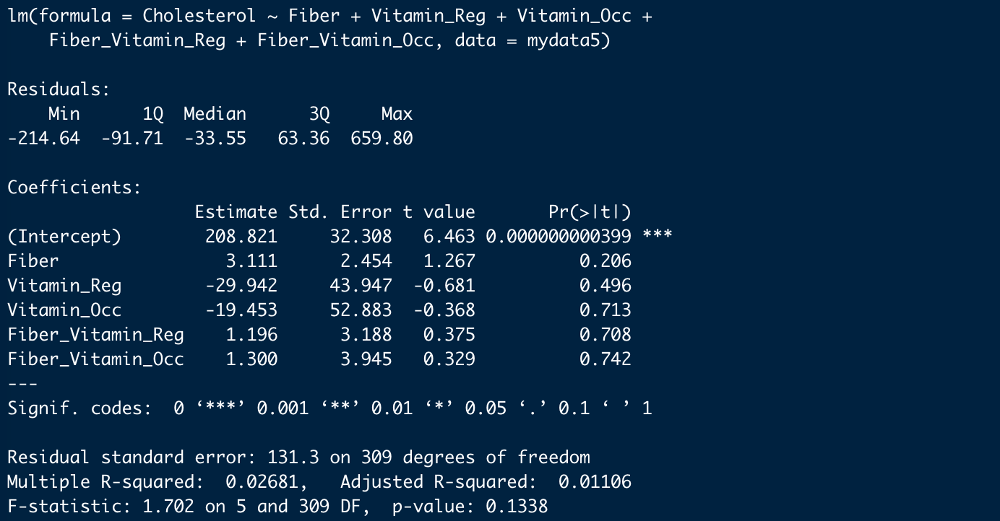 lm(formula = Cholesterol ~ Fiber + Vitamin_Reg + Vitamin_Occ +
    Fiber_Vitamin_Reg + Fiber_Vitamin_Occ, data = mydata5)

Residuals:
    Min      1Q  Median      3Q     Max
-214.64  -91.71  -33.55   63.36  659.80

Coefficients:
                  Estimate Std. Error t value       Pr(>|t|)
(Intercept)        208.821     32.308   6.463 0.000000000399 ***
Fiber                3.111      2.454   1.267          0.206
Vitamin_Reg        -29.942     43.947  -0.681          0.496
Vitamin_Occ        -19.453     52.883  -0.368          0.713
Fiber_Vitamin_Reg    1.196      3.188   0.375          0.708
Fiber_Vitamin_Occ    1.300      3.945   0.329          0.742
---
Signif. codes:  0 ‘***’ 0.001 ‘**’ 0.01 ‘*’ 0.05 ‘.’ 0.1 ‘ ’ 1

Residual standard error: 131.3 on 309 degrees of freedom
Multiple R-squared:  0.02681,   Adjusted R-squared:  0.01106
F-statistic: 1.702 on 5 and 309 DF,  p-value: 0.1338